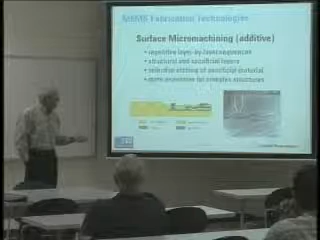 MEMS Fabrication Technologies
Surface Micromachining (additive)
• repetitive layer-by-layer sequences
• structural and sacrificial layers
• selective etching of sacrificial material
• more expensive for complex structures